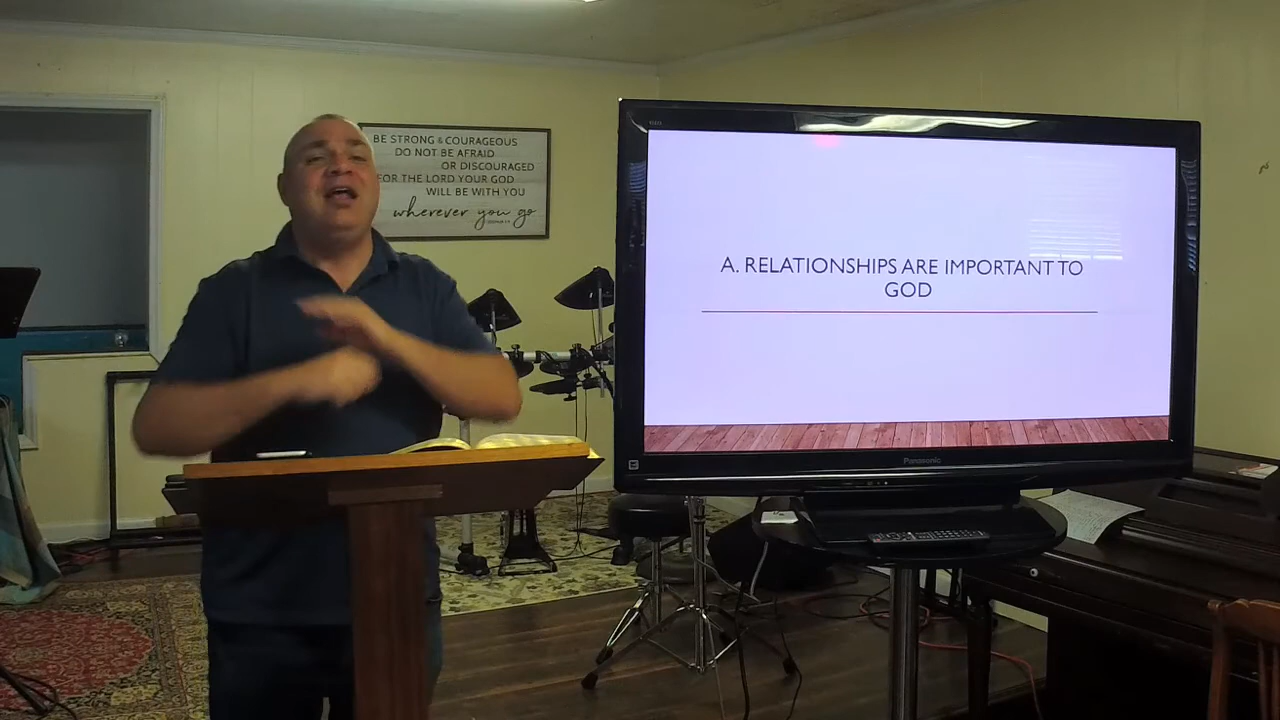 BE STRONG & COURAGEOUS
DO NOT BE AFRAID
OR DISCOURAGED
FOR THE LORD YOUR GOD
WILL BE WITH YOU
wherever you go
A. RELATIONSHIPS ARE IMPORTANT TO
GOD
Panasonic